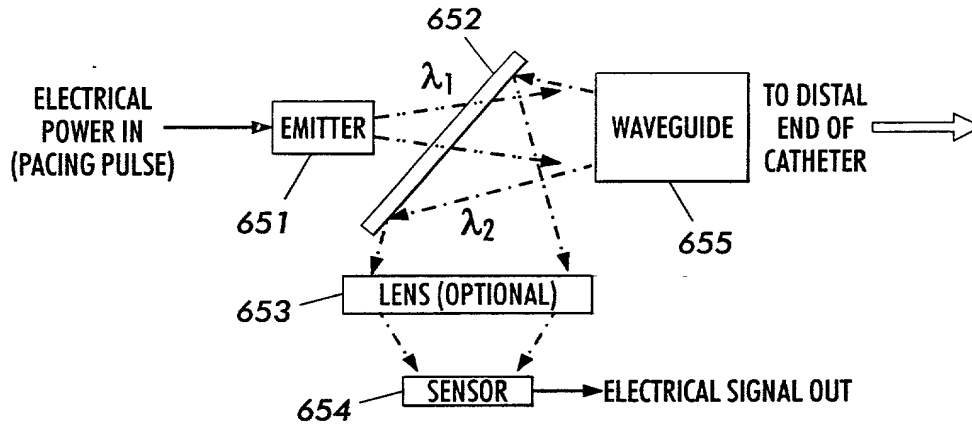 652
λ1
ELECTRICAL
POWER IN
(PACING PULSE)
EMITTER
WAVEGUIDE
TO DISTAL
END OF
CATHETER
651
λ2
655
LENS (OPTIONAL)
653
SENSOR
ELECTRICAL SIGNAL OUT
654